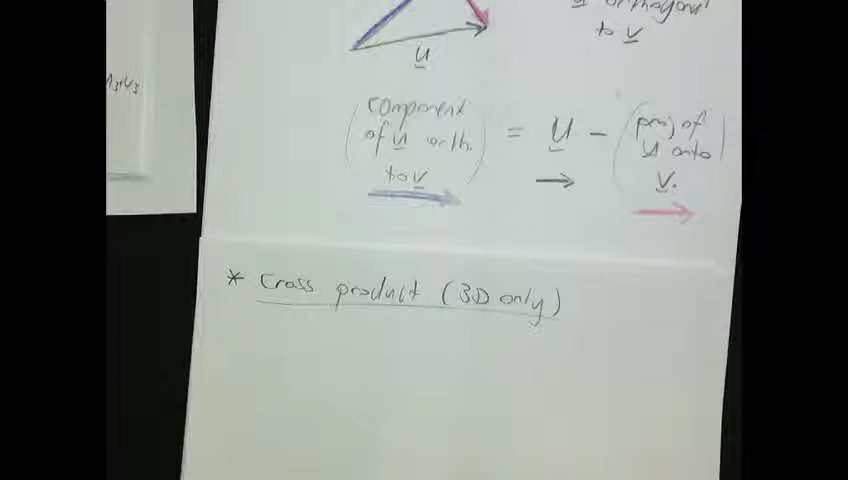 orthogonal
to v
u
component
of u orth.
to v
= u - proj of
u onto
v.
* Cross product (3D only)